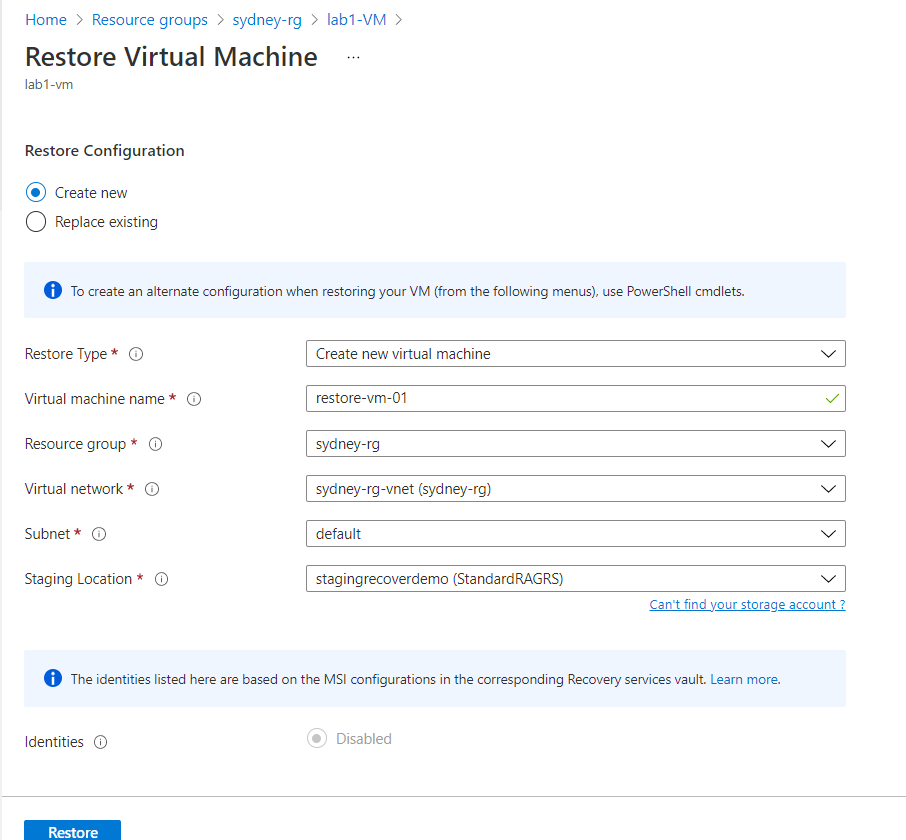 Home > Resource groups > sydney-rg > lab1-VM >
Restore Virtual Machine ...
lab1-vm
Restore Configuration
Create new
Replace existing
To create an alternate configuration when restoring your VM (from the following menus), use PowerShell cmdlets.
Restore Type * Create new virtual machine
Virtual machine name * restore-vm-01
Resource group * sydney-rg
Virtual network * sydney-rg-vnet (sydney-rg)
Subnet * default
Staging Location * stagingrecoverdemo (StandardRAGRS)
Can't find your storage account ?
The identities listed here are based on the MSI configurations in the corresponding Recovery services vault. Learn more.
Identities Disabled
Restore